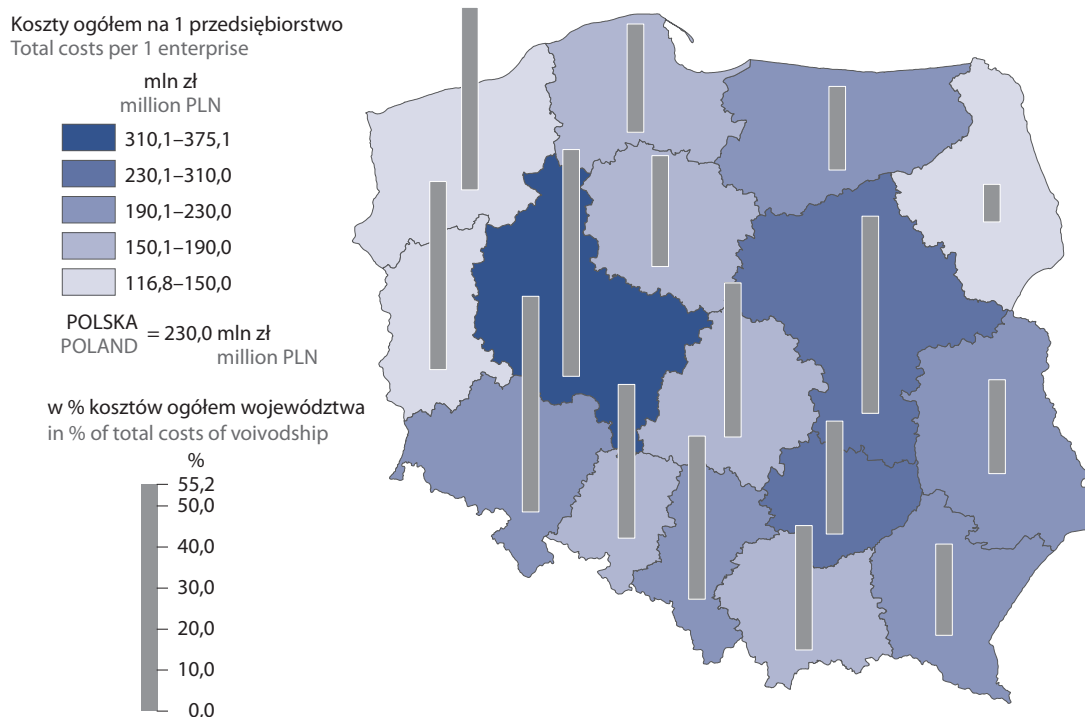 Koszty ogółem na 1 przedsiębiorstwo
Total costs per 1 enterprise
mln zł
million PLN
310,1–375,1
230,1–310,0
190,1–230,0
150,1–190,0
116,8–150,0
POLSKA
POLAND
= 230,0 mln zł
million PLN
w % kosztów ogółem województwa
in % of total costs of voivodship
%
55,2
50,0
40,0
30,0
20,0
10,0
0,0